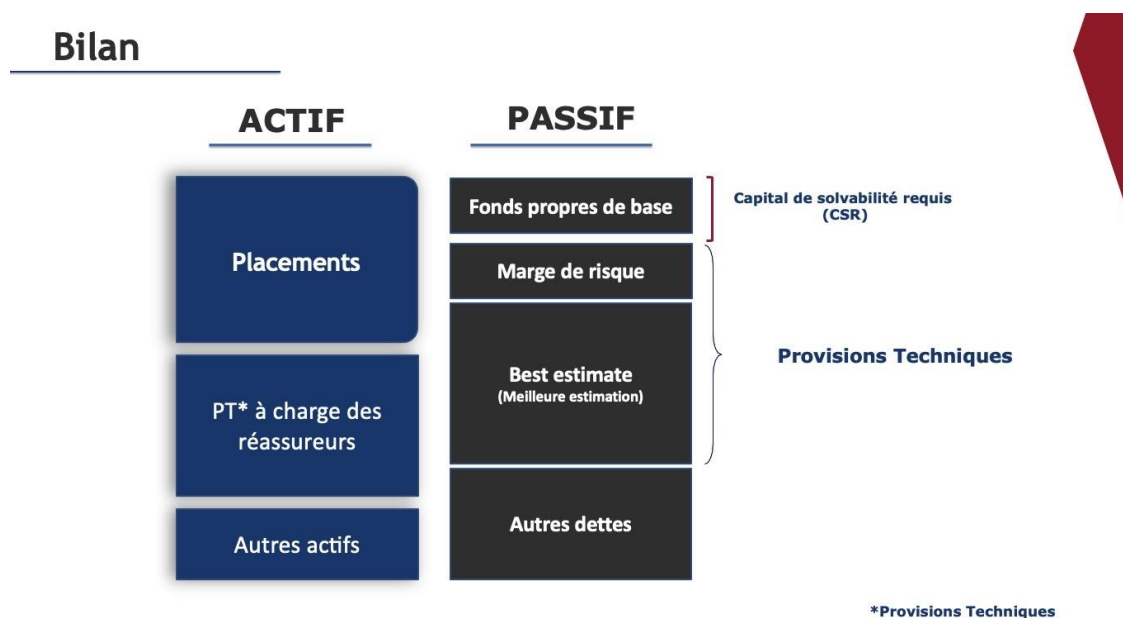 Bilan
ACTIF
PASSIF
Placements
PT* à charge des
réassureurs
Autres actifs
Fonds propres de base
Marge de risque
Best estimate
(Meilleure estimation)
Autres dettes
Capital de solvabilité requis
(CSR)
Provisions Techniques
*Provisions Techniques